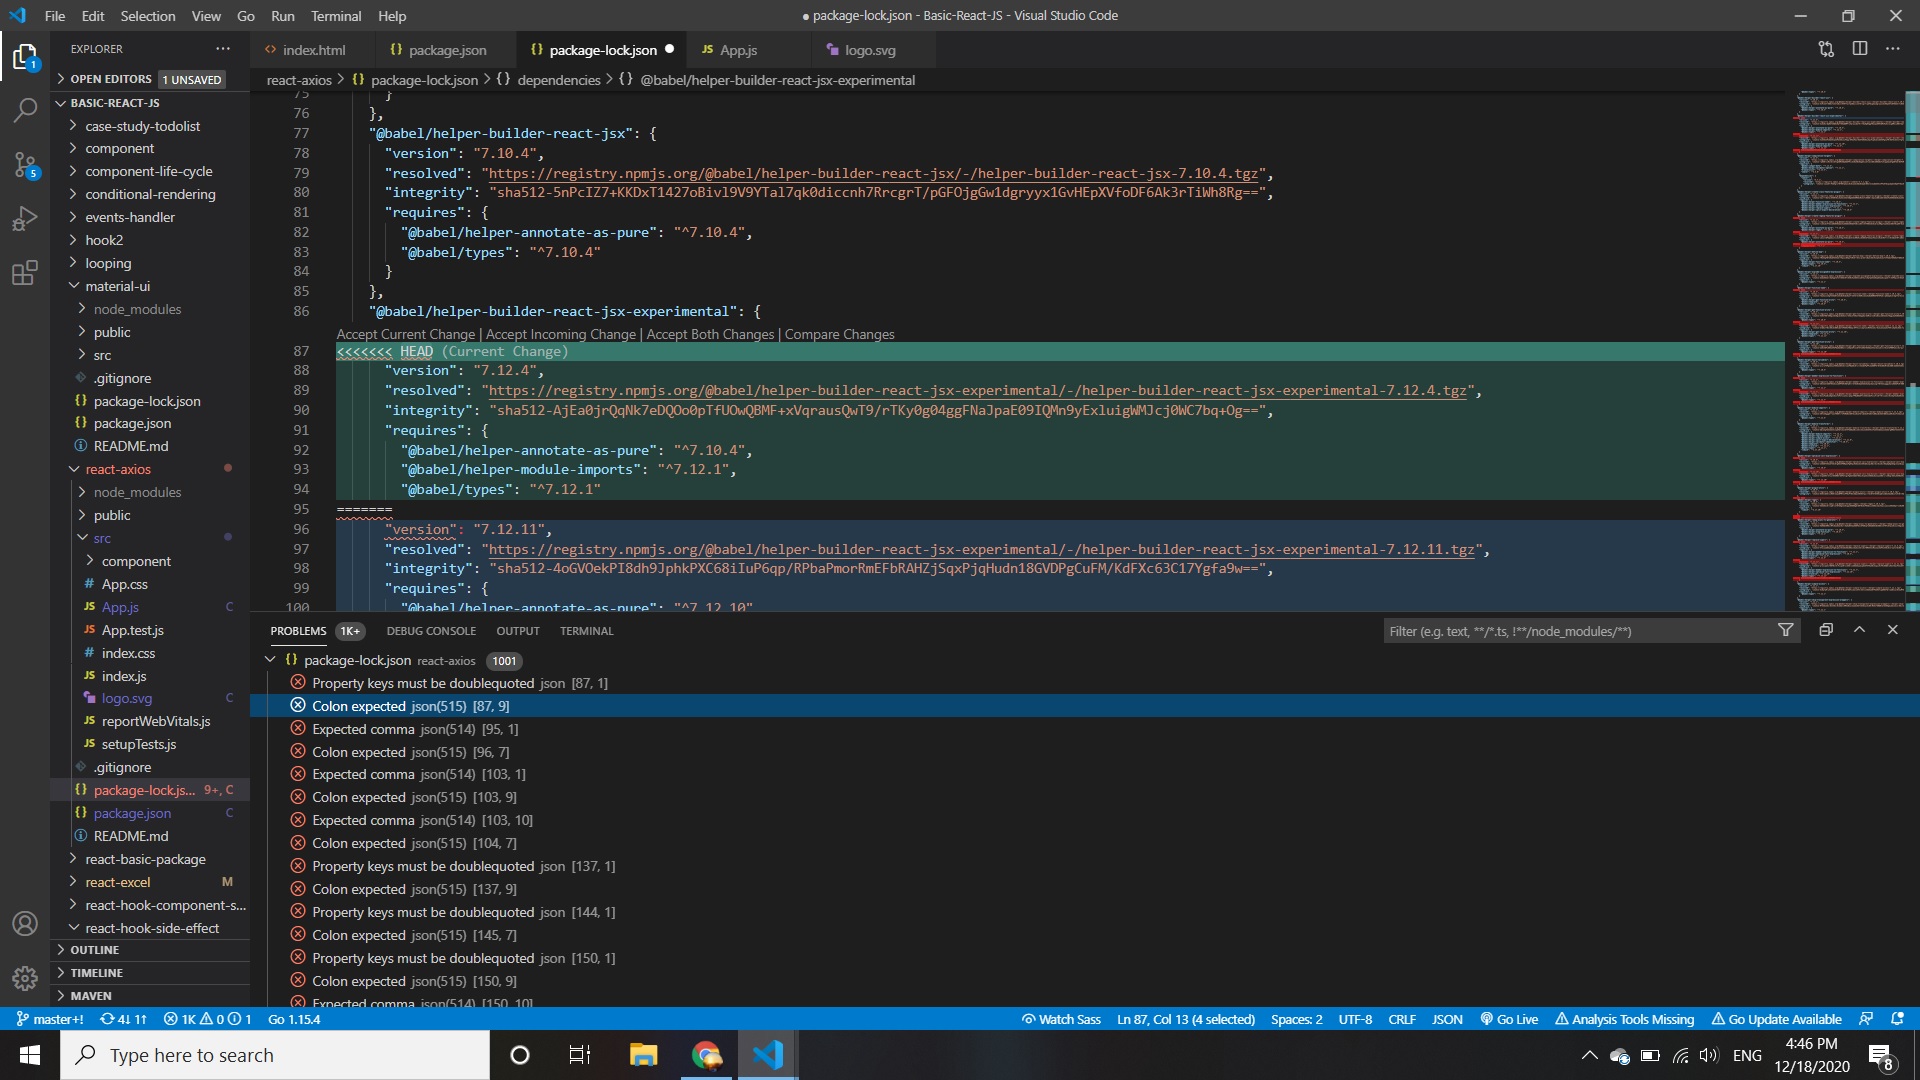 File Edit Selection View Go Run Terminal Help
● package-lock.json - Basic-React-JS - Visual Studio Code
EXPLORER
OPEN EDITORS 1 UNSAVED
BASIC-REACT-JS
case-study-todolist
component
component-life-cycle
conditional-rendering
events-handler
hook2
looping
material-ui
node_modules
public
src
.gitignore
package-lock.json
package.json
README.md
react-axios
node_modules
public
src
component
# App.css
JS App.js C
JS App.test.js
# index.css
JS index.js
logo.svg C
JS reportWebVitals.js
JS setupTests.js
.gitignore
{} package-lock.js... 9+, C
{} package.json C
README.md
react-basic-package
react-excel M
react-hook-component-s...
react-hook-side-effect
OUTLINE
TIMELINE
MAVEN
<> index.html {} package.json {} package-lock.json ● JS App.js logo.svg
react-axios > {} package-lock.json > {} dependencies > {} @babel/helper-builder-react-jsx-experimental
75 }
76 },
77 "@babel/helper-builder-react-jsx": {
78 "version": "7.10.4",
79 "resolved": "https://registry.npmjs.org/@babel/helper-builder-react-jsx/-/helper-builder-react-jsx-7.10.4.tgz",
80 "integrity": "sha512-5nPcIZ7+KKDxT1427oBivl9V9YTal7qk0diccnh7RrcgrT/pGFOjgGw1dgryyx1GvHEpXVfoDF6Ak3rTiWh8Rg==",
81 "requires": {
82 "@babel/helper-annotate-as-pure": "^7.10.4",
83 "@babel/types": "^7.10.4"
84 }
85 },
86 "@babel/helper-builder-react-jsx-experimental": {
Accept Current Change | Accept Incoming Change | Accept Both Changes | Compare Changes
87 <<<<<<< HEAD (Current Change)
88 "version": "7.12.4",
89 "resolved": "https://registry.npmjs.org/@babel/helper-builder-react-jsx-experimental/-/helper-builder-react-jsx-experimental-7.12.4.tgz",
90 "integrity": "sha512-AjEa0jrQqNk7eDQOo0pTfUOwQBMF+xVqrausQwT9/rTKy0g04ggFNaJpaE09IQMn9yExluigWMJcj0WC7bq+Og==",
91 "requires": {
92 "@babel/helper-annotate-as-pure": "^7.10.4",
93 "@babel/helper-module-imports": "^7.12.1",
94 "@babel/types": "^7.12.1"
95 =======
96 "version": "7.12.11",
97 "resolved": "https://registry.npmjs.org/@babel/helper-builder-react-jsx-experimental/-/helper-builder-react-jsx-experimental-7.12.11.tgz",
98 "integrity": "sha512-4oGVOekPI8dh9JphkPXC68iIuP6qp/RPbaPmorRmEFbRAHZjSqxPjqHudn18GVDPgCuFM/KdFXc63C17Ygfa9w==",
99 "requires": {
100 "@babel/helper-annotate-as-pure": "^7.12.10"
PROBLEMS 1K+ DEBUG CONSOLE OUTPUT TERMINAL
Filter (e.g. text, **/*.ts, !**/node_modules/**)
{} package-lock.json react-axios 1001
Property keys must be doublequoted json [87, 1]
Colon expected json(515) [87, 9]
Expected comma json(514) [95, 1]
Colon expected json(515) [96, 7]
Expected comma json(514) [103, 1]
Colon expected json(515) [103, 9]
Expected comma json(514) [103, 10]
Colon expected json(515) [104, 7]
Property keys must be doublequoted json [137, 1]
Colon expected json(515) [137, 9]
Property keys must be doublequoted json [144, 1]
Colon expected json(515) [145, 7]
Property keys must be doublequoted json [150, 1]
Colon expected json(515) [150, 9]
Expected comma json(514) [150, 10]
master+! 4↓ 1↑ 1K 0 1 Go 1.15.4
Watch Sass Ln 87, Col 13 (4 selected) Spaces: 2 UTF-8 CRLF JSON Go Live Analysis Tools Missing Go Update Available
Type here to search
ENG
4:46 PM
12/18/2020
8
1
5